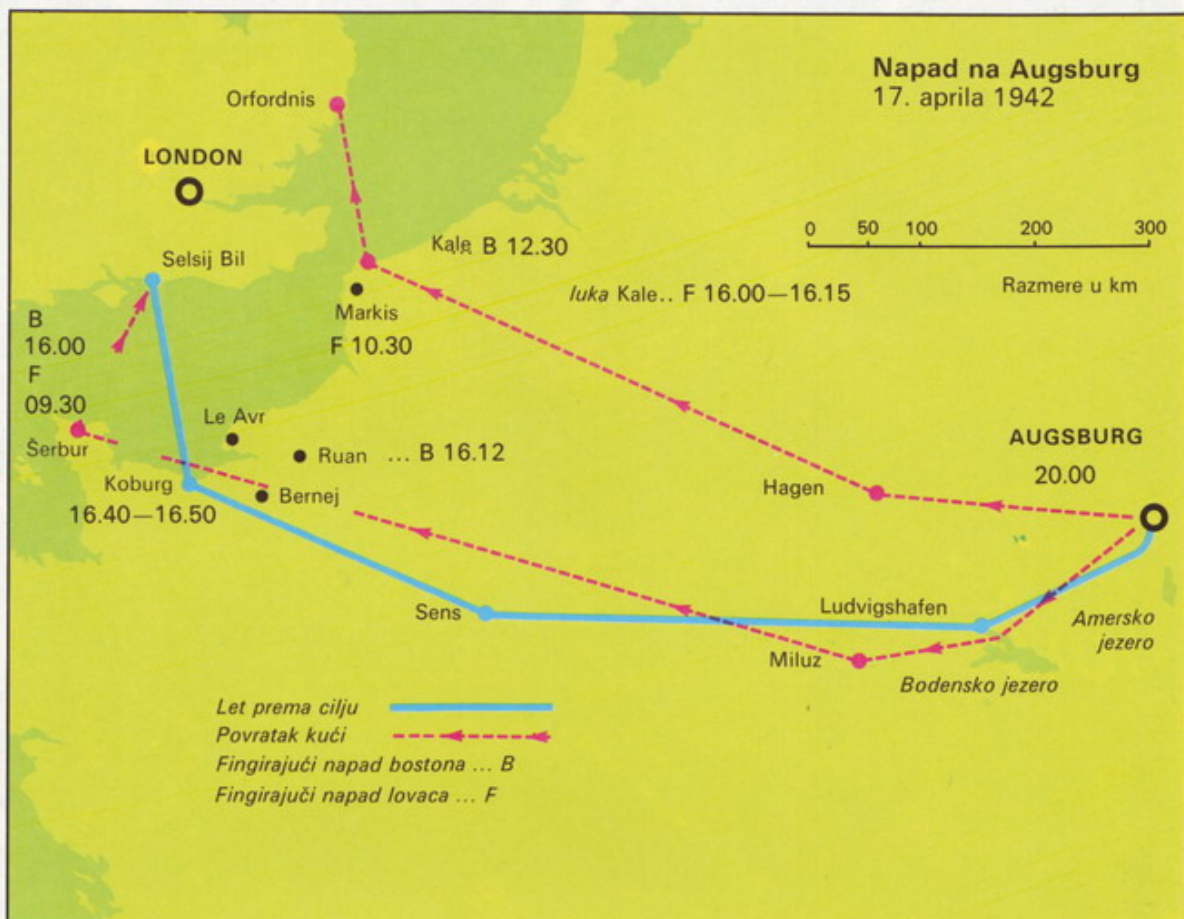 Napad na Augsburg
17. aprila 1942
Orfordnis
LONDON
Kale B 12.30
0 50 100 200 300
Selsij Bil
luka Kale.. F 16.00—16.15
Razmere u km
Markis
F 10.30
B
16.00
F
09.30
Le Avr
Šerbur
Ruan ... B 16.12
AUGSBURG
20.00
Koburg
16.40—16.50
Bernej
Hagen
Sens
Ludvigshafen
Amersko
jezero
Miluz
Bodensko jezero
Let prema cilju
Povratak kući
Fingirajući napad bostona ... B
Fingirajuči napad lovaca ... F